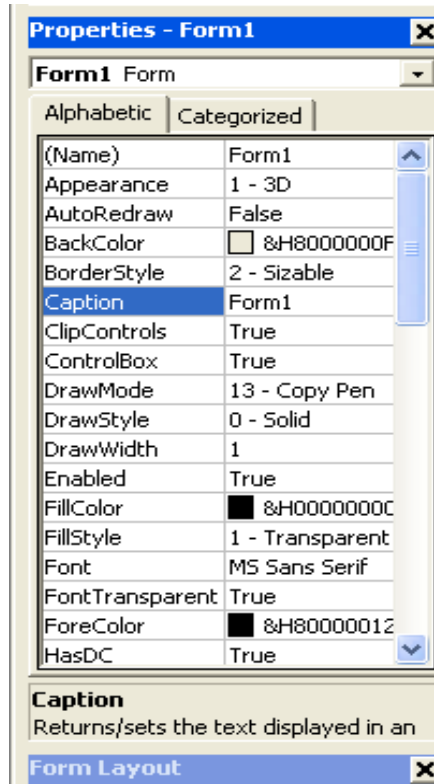 Properties - Form1
Form1 Form
Alphabetic Categorized
(Name) Form1
Appearance 1 - 3D
AutoRedraw False
BackColor &H8000000F
BorderStyle 2 - Sizable
Caption Form1
ClipControls True
ControlBox True
DrawMode 13 - Copy Pen
DrawStyle 0 - Solid
DrawWidth 1
Enabled True
FillColor &H00000000
FillStyle 1 - Transparent
Font MS Sans Serif
FontTransparent True
ForeColor &H80000012
HasDC True
Caption
Returns/sets the text displayed in an
Form Layout